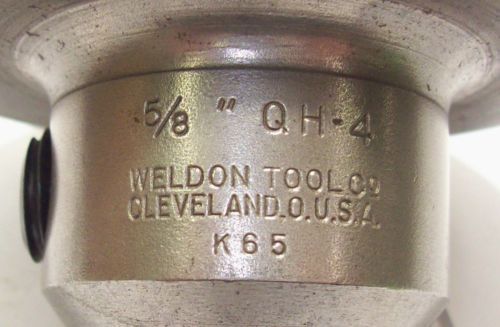 5/8 " QH-4
WELDON TOOL CO
CLEVELAND.O.U.S.A.
K65